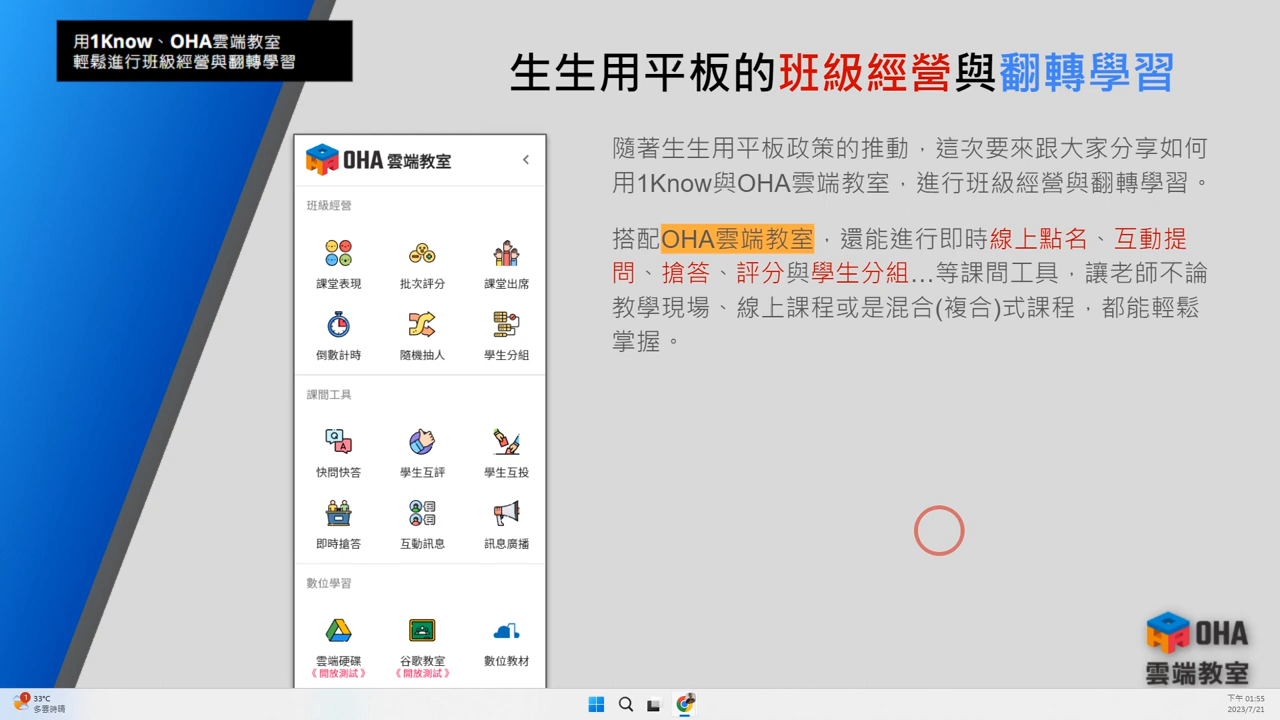 用1Know、OHA雲端教室
輕鬆進行班級經營與翻轉學習
生生用平板的班級經營與翻轉學習
OHA 雲端教室
班級經營
課堂表現 批次評分 課堂出席
倒數計時 隨機抽人 學生分組
課間工具
快問快答 學生互評 學生互投
即時搶答 互動訊息 訊息廣播
數位學習
雲端硬碟 谷歌教室 數位教材
《開放測試》 《開放測試》
隨著生生用平板政策的推動，這次要來跟大家分享如何
用1Know與OHA雲端教室，進行班級經營與翻轉學習。
搭配OHA雲端教室，還能進行即時線上點名、互動提
問、搶答、評分與學生分組...等課間工具，讓老師不論
教學現場、線上課程或是混合(複合)式課程，都能輕鬆
掌握。
OHA
雲端教室
1
33°C
多雲時晴
下午 01:55
2023/7/21